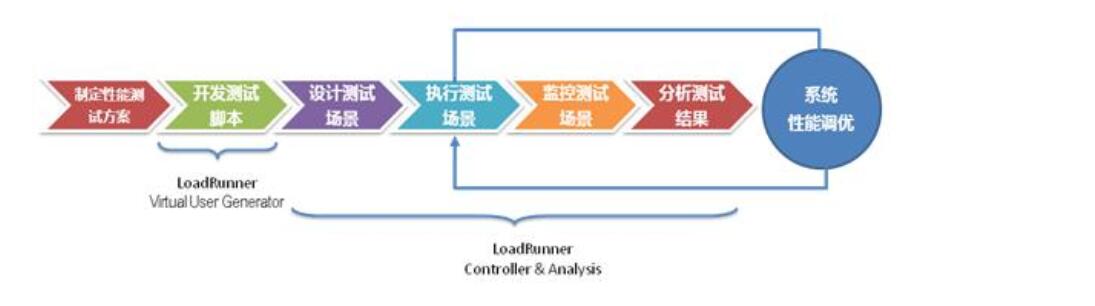 制定性能测
试方案
开发测试
脚本
设计测试
场景
执行测试
场景
监控测试
场景
分析测试
结果
系统
性能调优
LoadRunner
Virtual User Generator
LoadRunner
Controller & Analysis